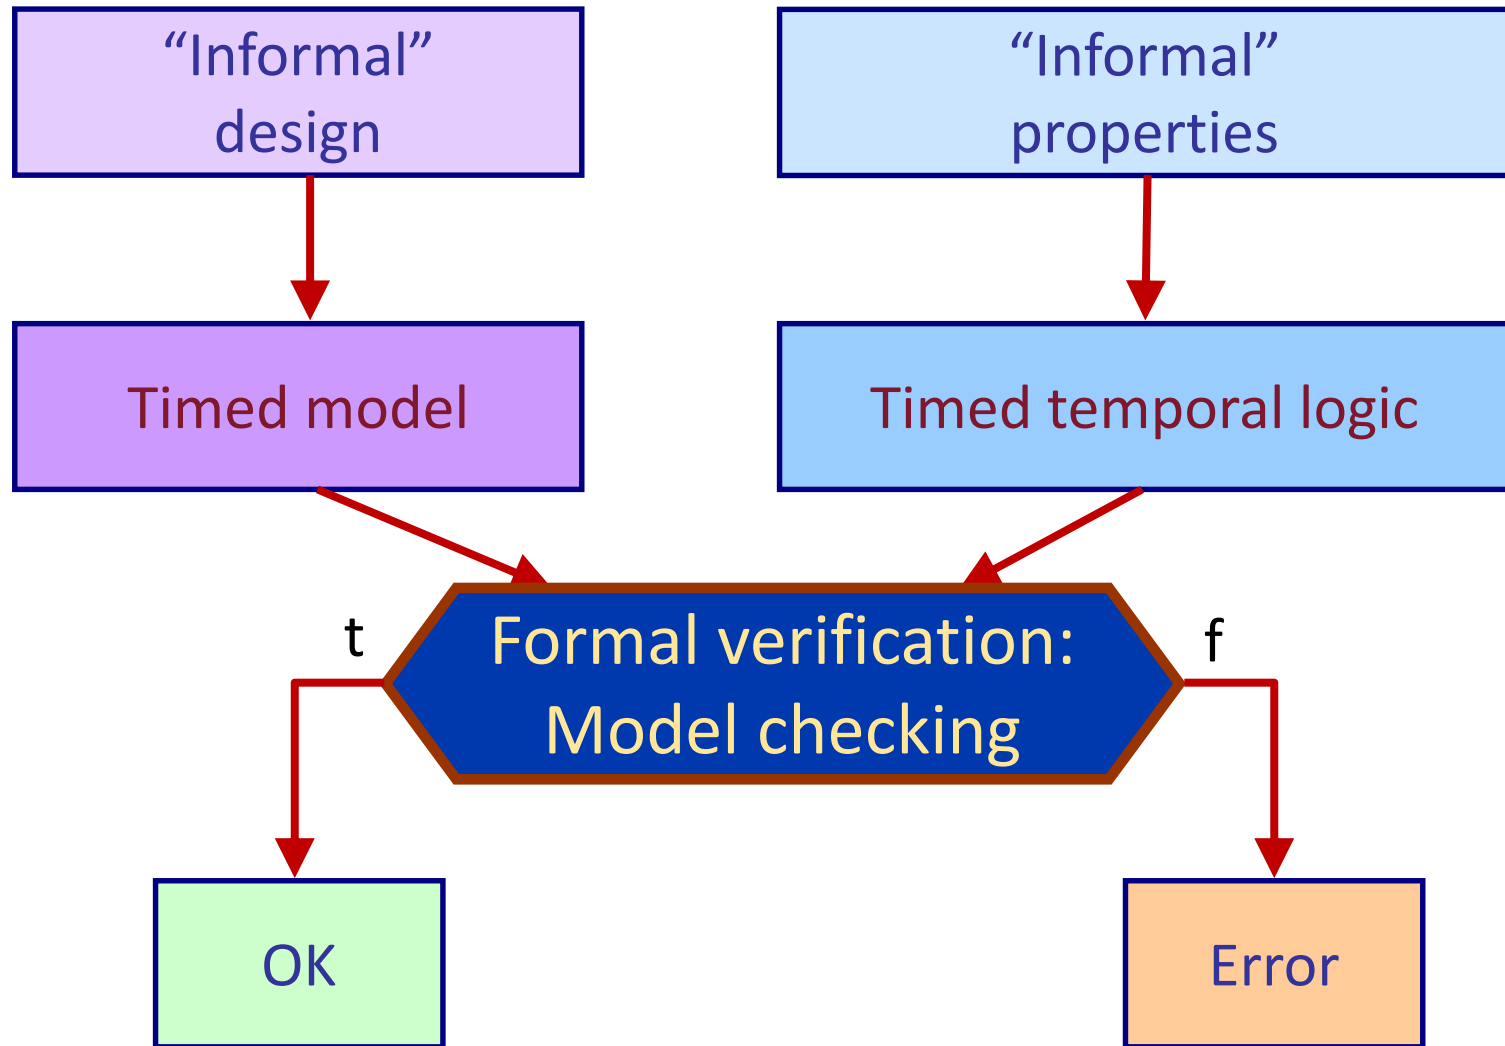 “Informal”
design
“Informal”
properties
Timed model
Timed temporal logic
t
Formal verification:
Model checking
f
OK
Error